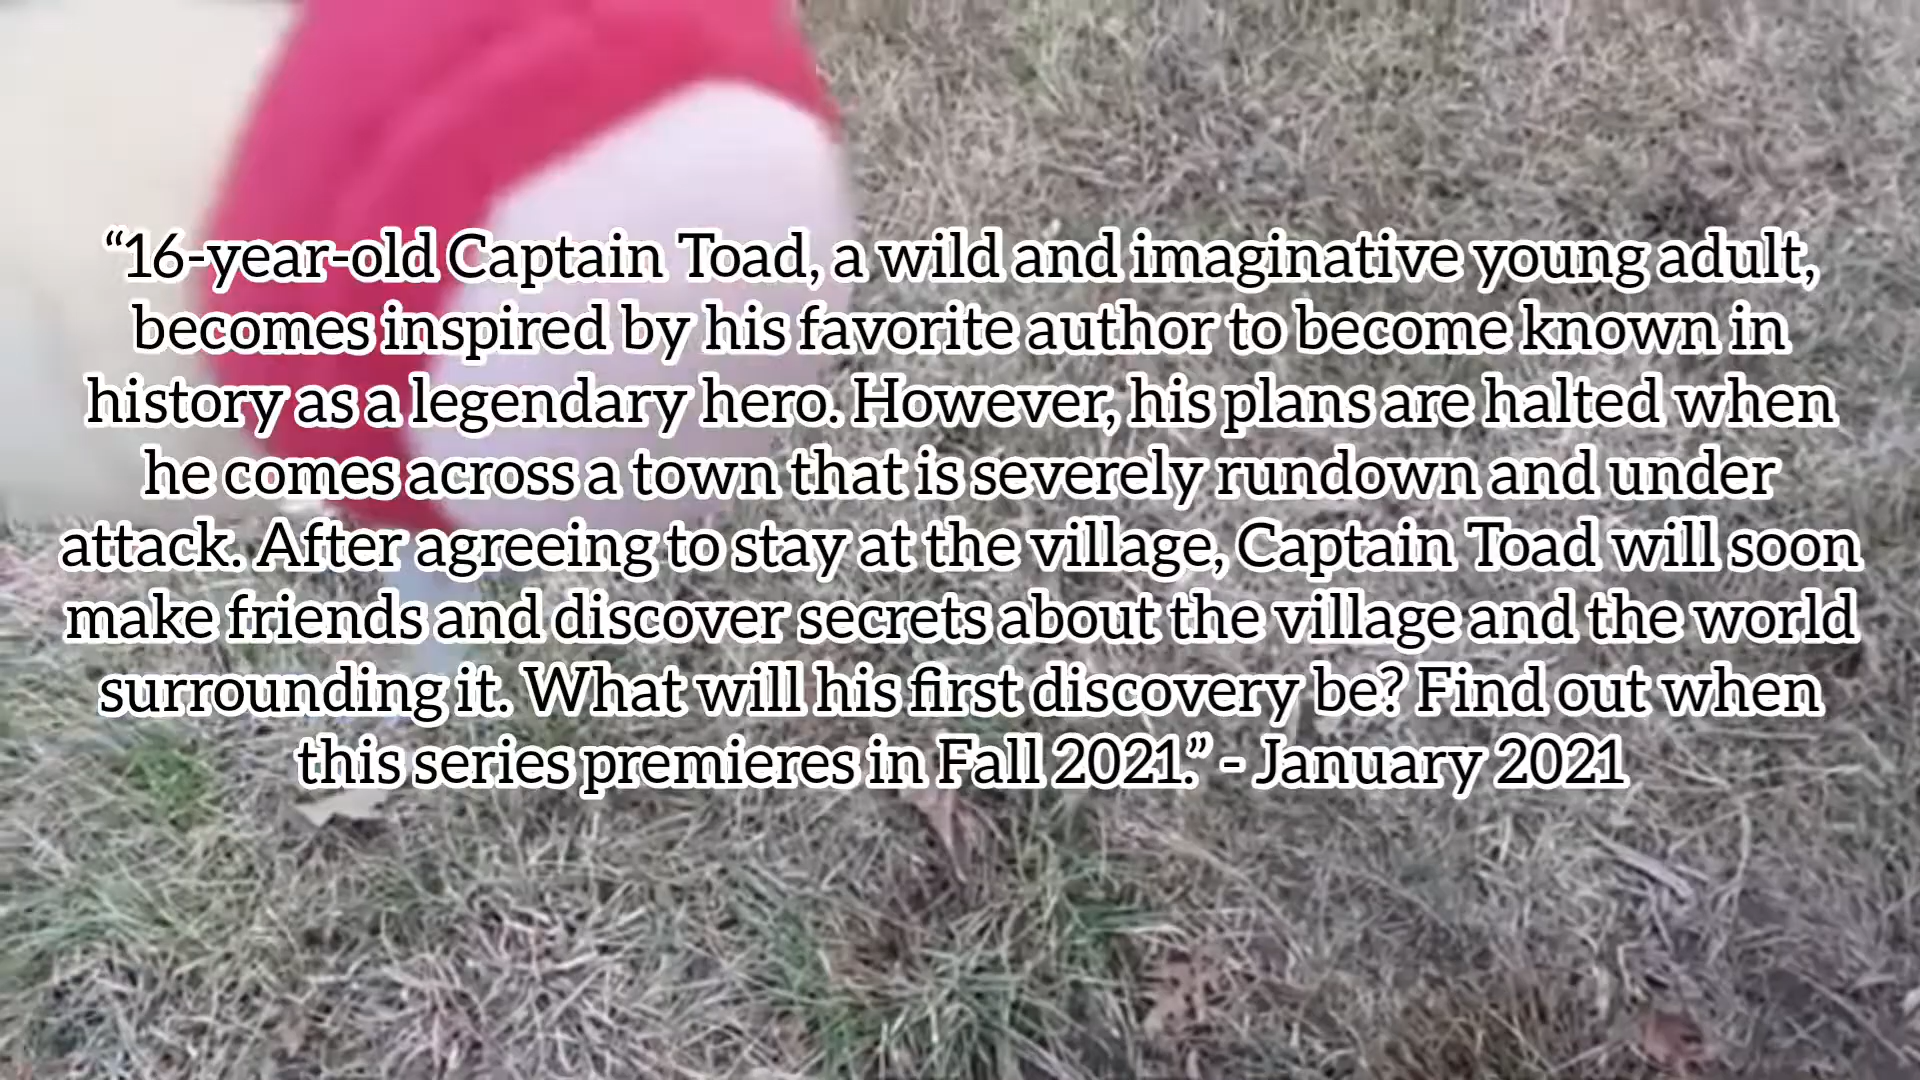 “16-year-old Captain Toad, a wild and imaginative young adult,
becomes inspired by his favorite author to become known in
history as a legendary hero. However, his plans are halted when
he comes across a town that is severely rundown and under
attack. After agreeing to stay at the village, Captain Toad will soon
make friends and discover secrets about the village and the world
surrounding it. What will his first discovery be? Find out when
this series premieres in Fall 2021.” - January 2021